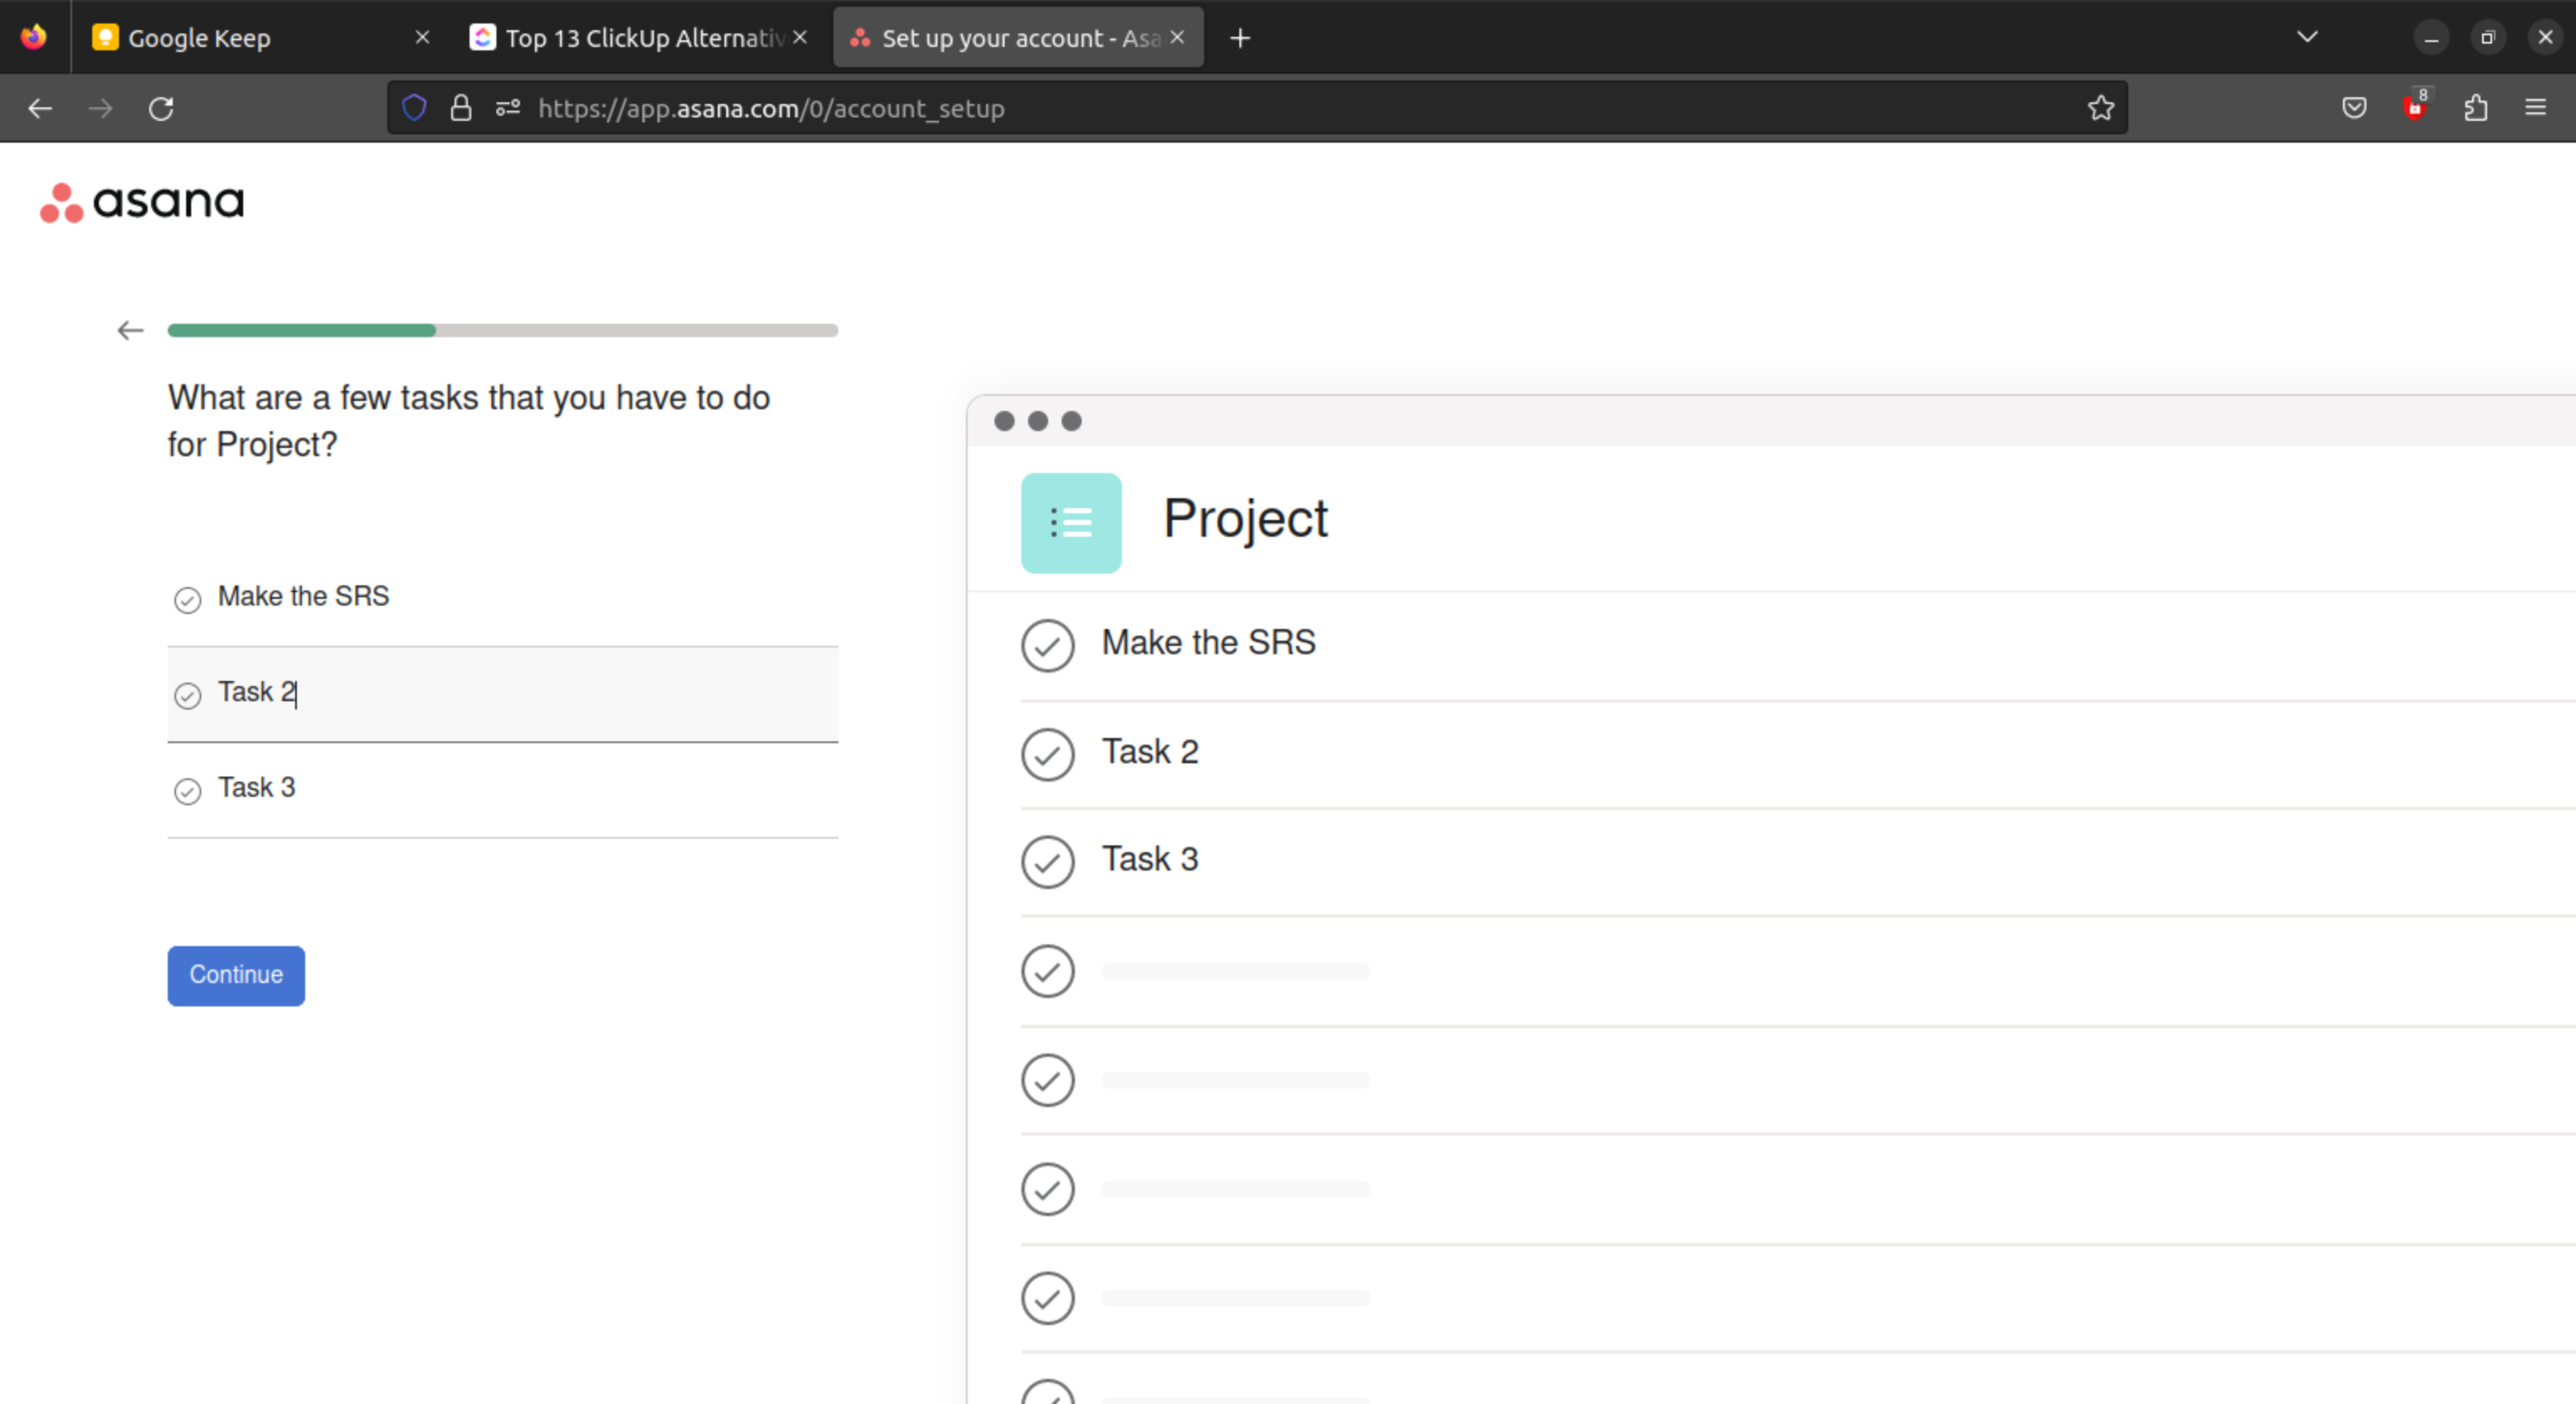 Google Keep
Top 13 ClickUp Alternativ
Set up your account - Asa
https://app.asana.com/0/account_setup
8
asana
What are a few tasks that you have to do
for Project?
Make the SRS
Task 2
Task 3
Continue
Project
Make the SRS
Task 2
Task 3